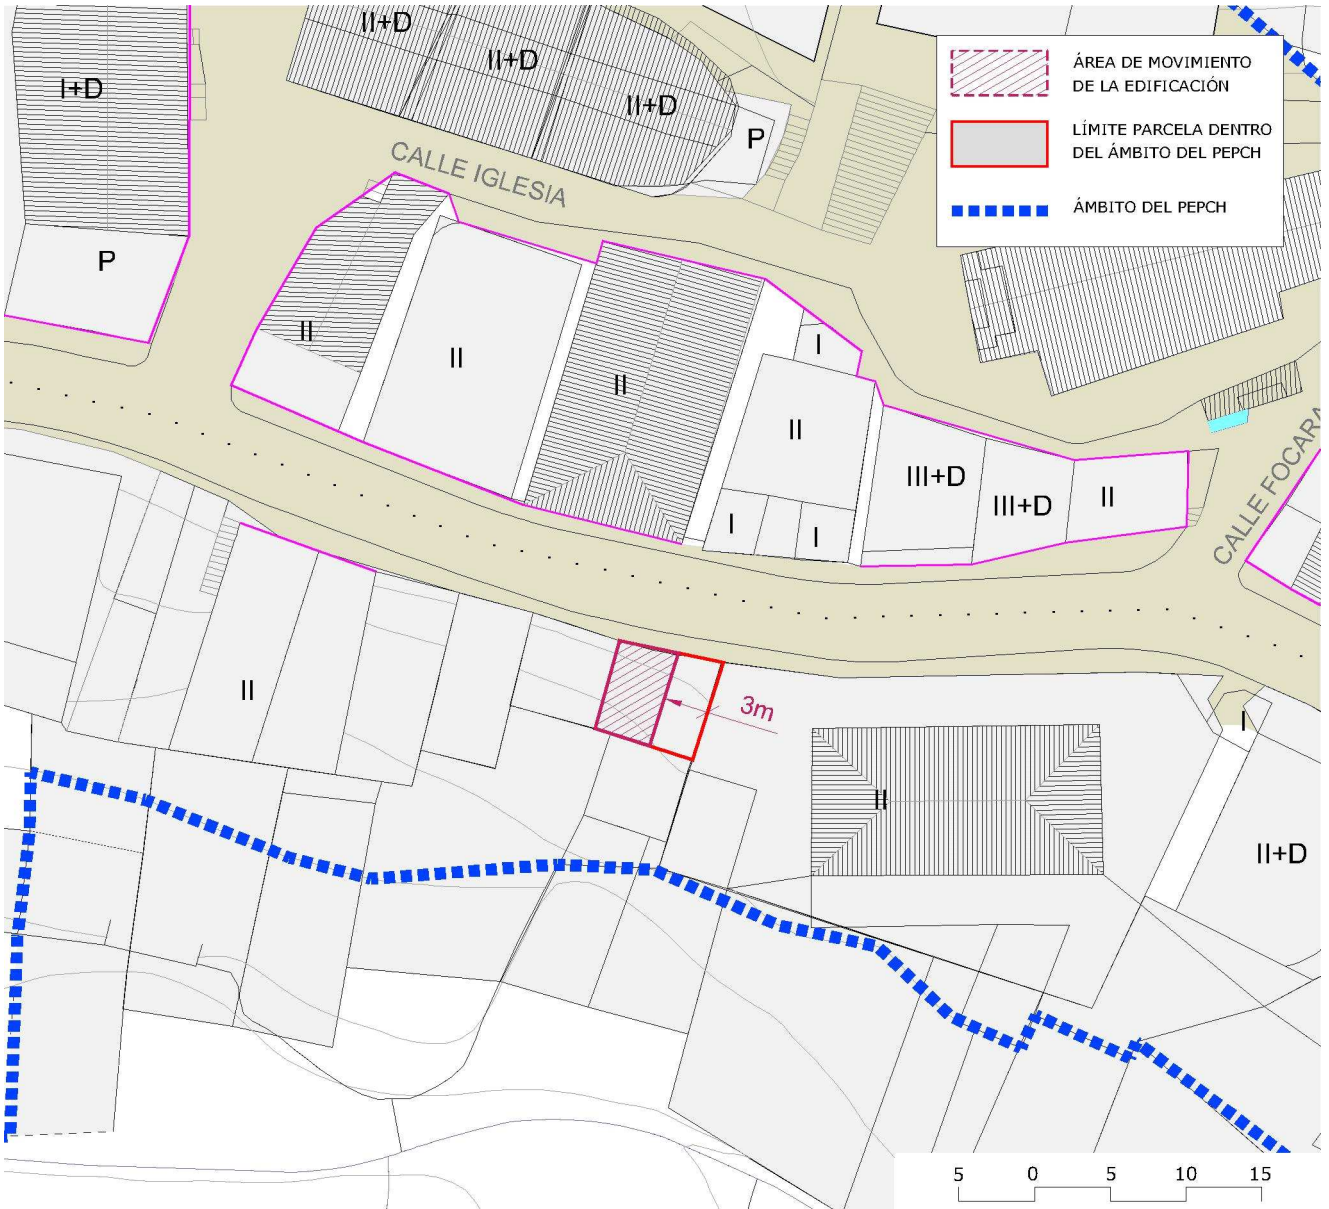 II+D
II+D
II+D
I+D
P
P
CALLE IGLESIA
ÁREA DE MOVIMIENTO
DE LA EDIFICACIÓN
LÍMITE PARCELA DENTRO
DEL ÁMBITO DEL PEPCH
ÁMBITO DEL PEPCH
II
II
II
I
II
III+D
III+D
II
I
I
CALLE FOCARA
II
3m
I
II
II+D
5 0 5 10 15